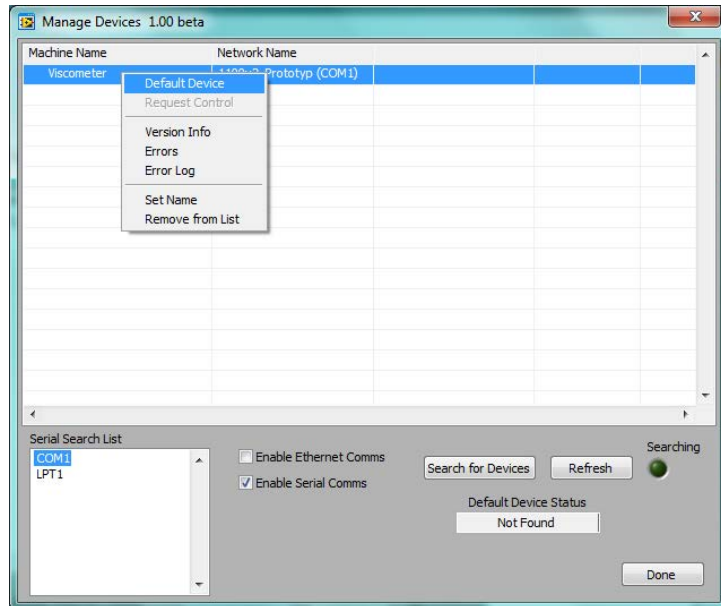 Manage Devices 1.00 beta
Machine Name Network Name
Viscometer Prototyp (COM1)
Default Device
Request Control
Version Info
Errors
Error Log
Set Name
Remove from List
Serial Search List
COM1
LPT1
Enable Ethernet Comms
Enable Serial Comms
Search for Devices Refresh
Searching
Default Device Status
Not Found
Done